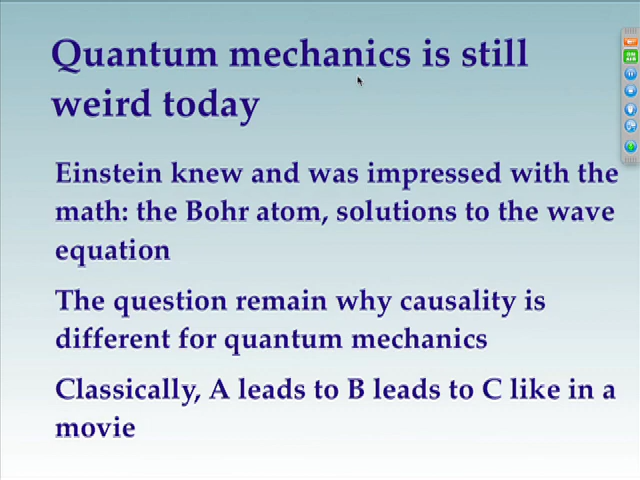 Quantum mechanics is still
weird today
Einstein knew and was impressed with the
math: the Bohr atom, solutions to the wave
equation
The question remain why causality is
different for quantum mechanics
Classically, A leads to B leads to C like in a
movie